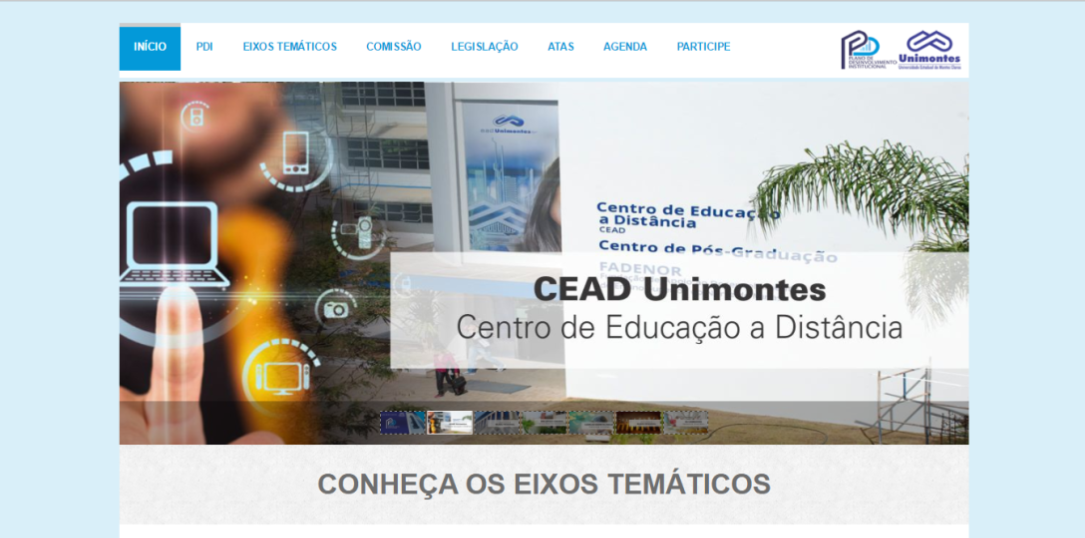 INÍCIO PDI EIXOS TEMÁTICOS COMISSÃO LEGISLAÇÃO ATAS AGENDA PARTICIPE
PLANO DE
DESENVOLVIMENTO
INSTITUCIONAL
Unimontes
Universidade Estadual de Montes Claros
Unimontes
Centro de Educação
a Distância
CEAD
Centro de Pós-Graduação
FADENOR
CEAD Unimontes
Centro de Educação a Distância
CONHEÇA OS EIXOS TEMÁTICOS